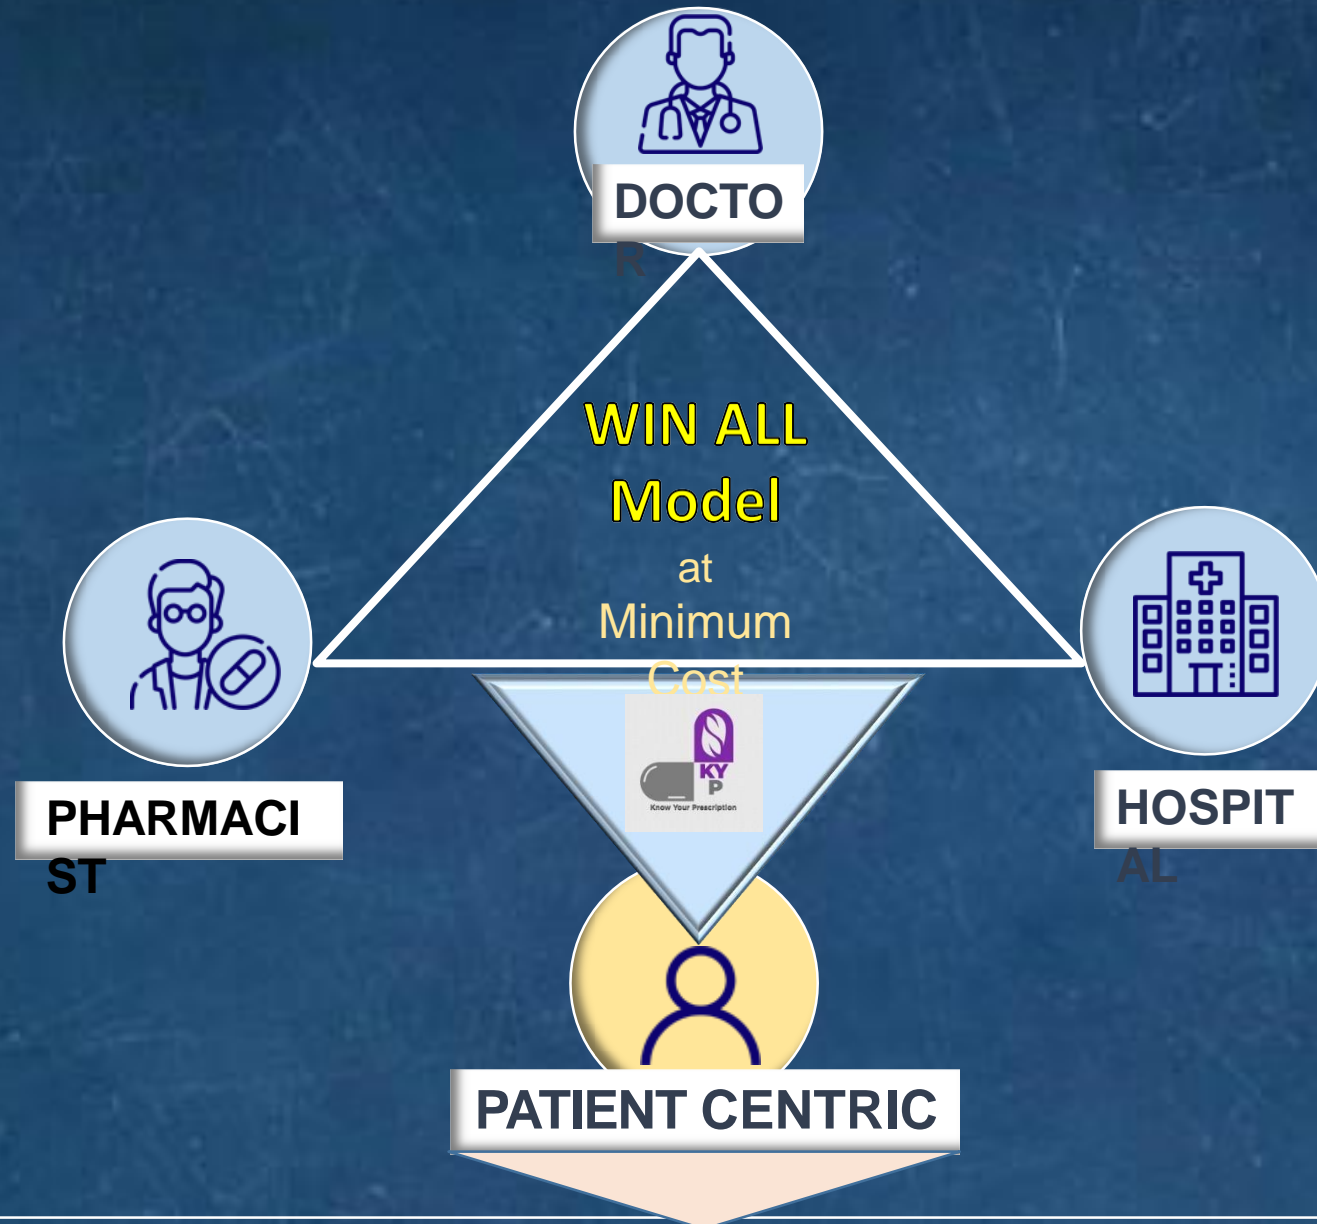 DOCTO
R
WIN ALL
Model
at
Minimum
Cost
KY
P
Know Your Prescription
PHARMACI
ST
HOSPIT
AL
PATIENT CENTRIC